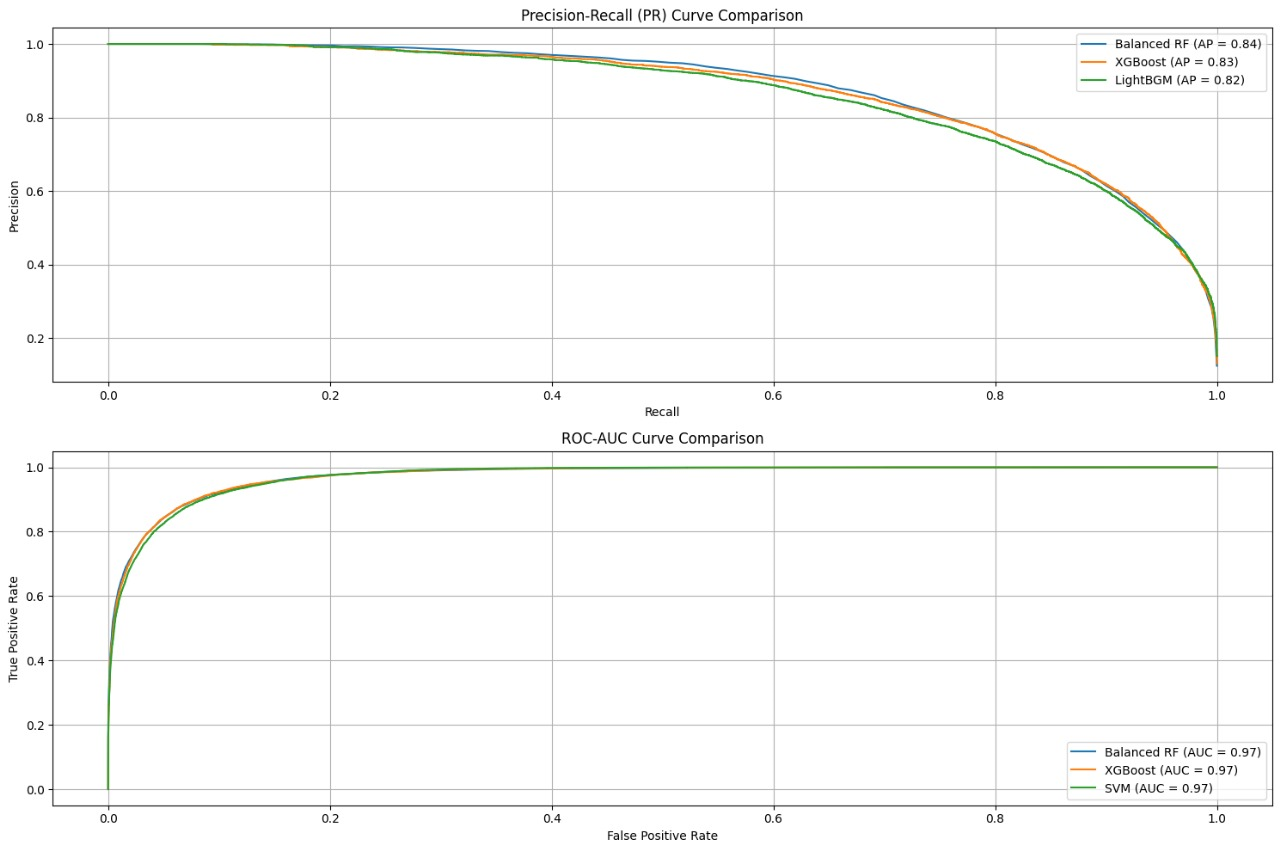 Precision-Recall (PR) Curve Comparison
1.0
0.8
0.6
0.4
0.2
Precision
Balanced RF (AP = 0.84)
XGBoost (AP = 0.83)
LightBGM (AP = 0.82)
0.0 0.2 0.4 0.6 0.8 1.0
Recall
ROC-AUC Curve Comparison
1.0
0.8
0.6
0.4
0.2
0.0
True Positive Rate
Balanced RF (AUC = 0.97)
XGBoost (AUC = 0.97)
SVM (AUC = 0.97)
0.0 0.2 0.4 0.6 0.8 1.0
False Positive Rate